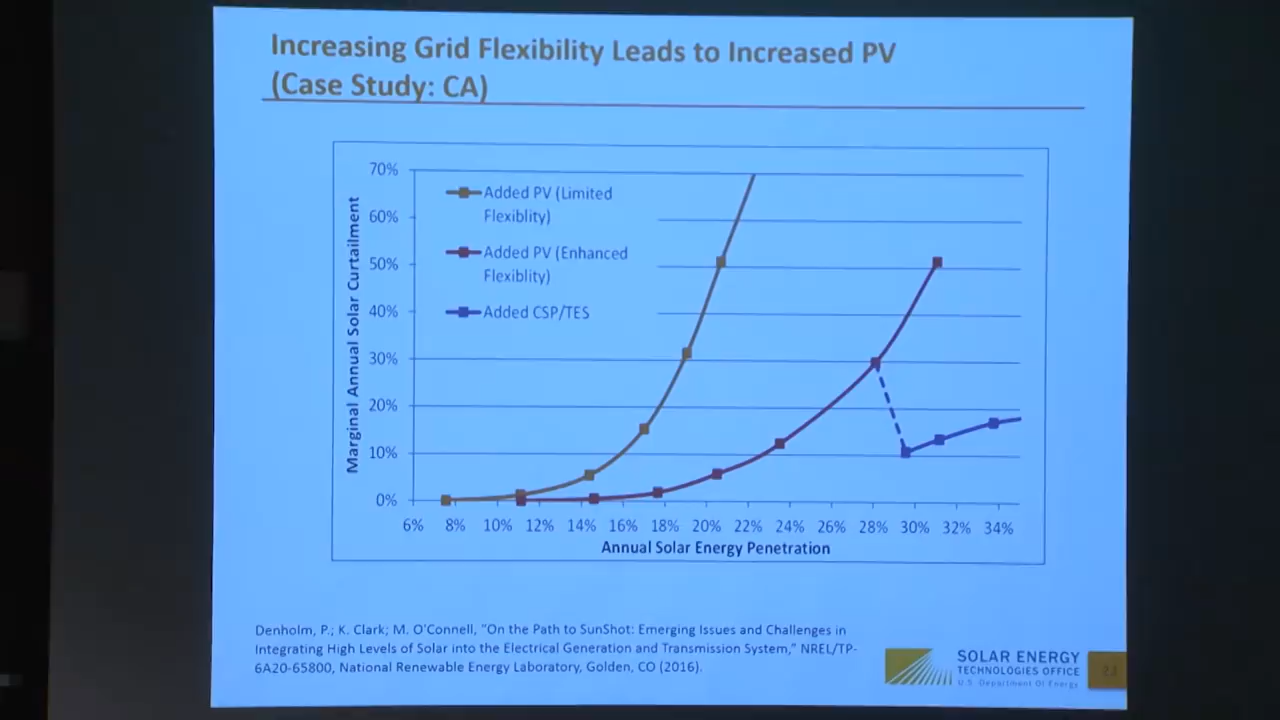 Increasing Grid Flexibility Leads to Increased PV
(Case Study: CA)
70%
60%
50%
40%
30%
20%
10%
0%
Marginal Annual Solar Curtailment
Added PV (Limited
Flexiblity)
Added PV (Enhanced
Flexiblity)
Added CSP/TES
6% 8% 10% 12% 14% 16% 18% 20% 22% 24% 26% 28% 30% 32% 34%
Annual Solar Energy Penetration
Denholm, P.; K. Clark; M. O'Connell, "On the Path to SunShot: Emerging Issues and Challenges in
Integrating High Levels of Solar into the Electrical Generation and Transmission System," NREL/TP-
6A20-65800, National Renewable Energy Laboratory, Golden, CO (2016).
SOLAR ENERGY
TECHNOLOGIES OFFICE
U.S. Department Of Energy